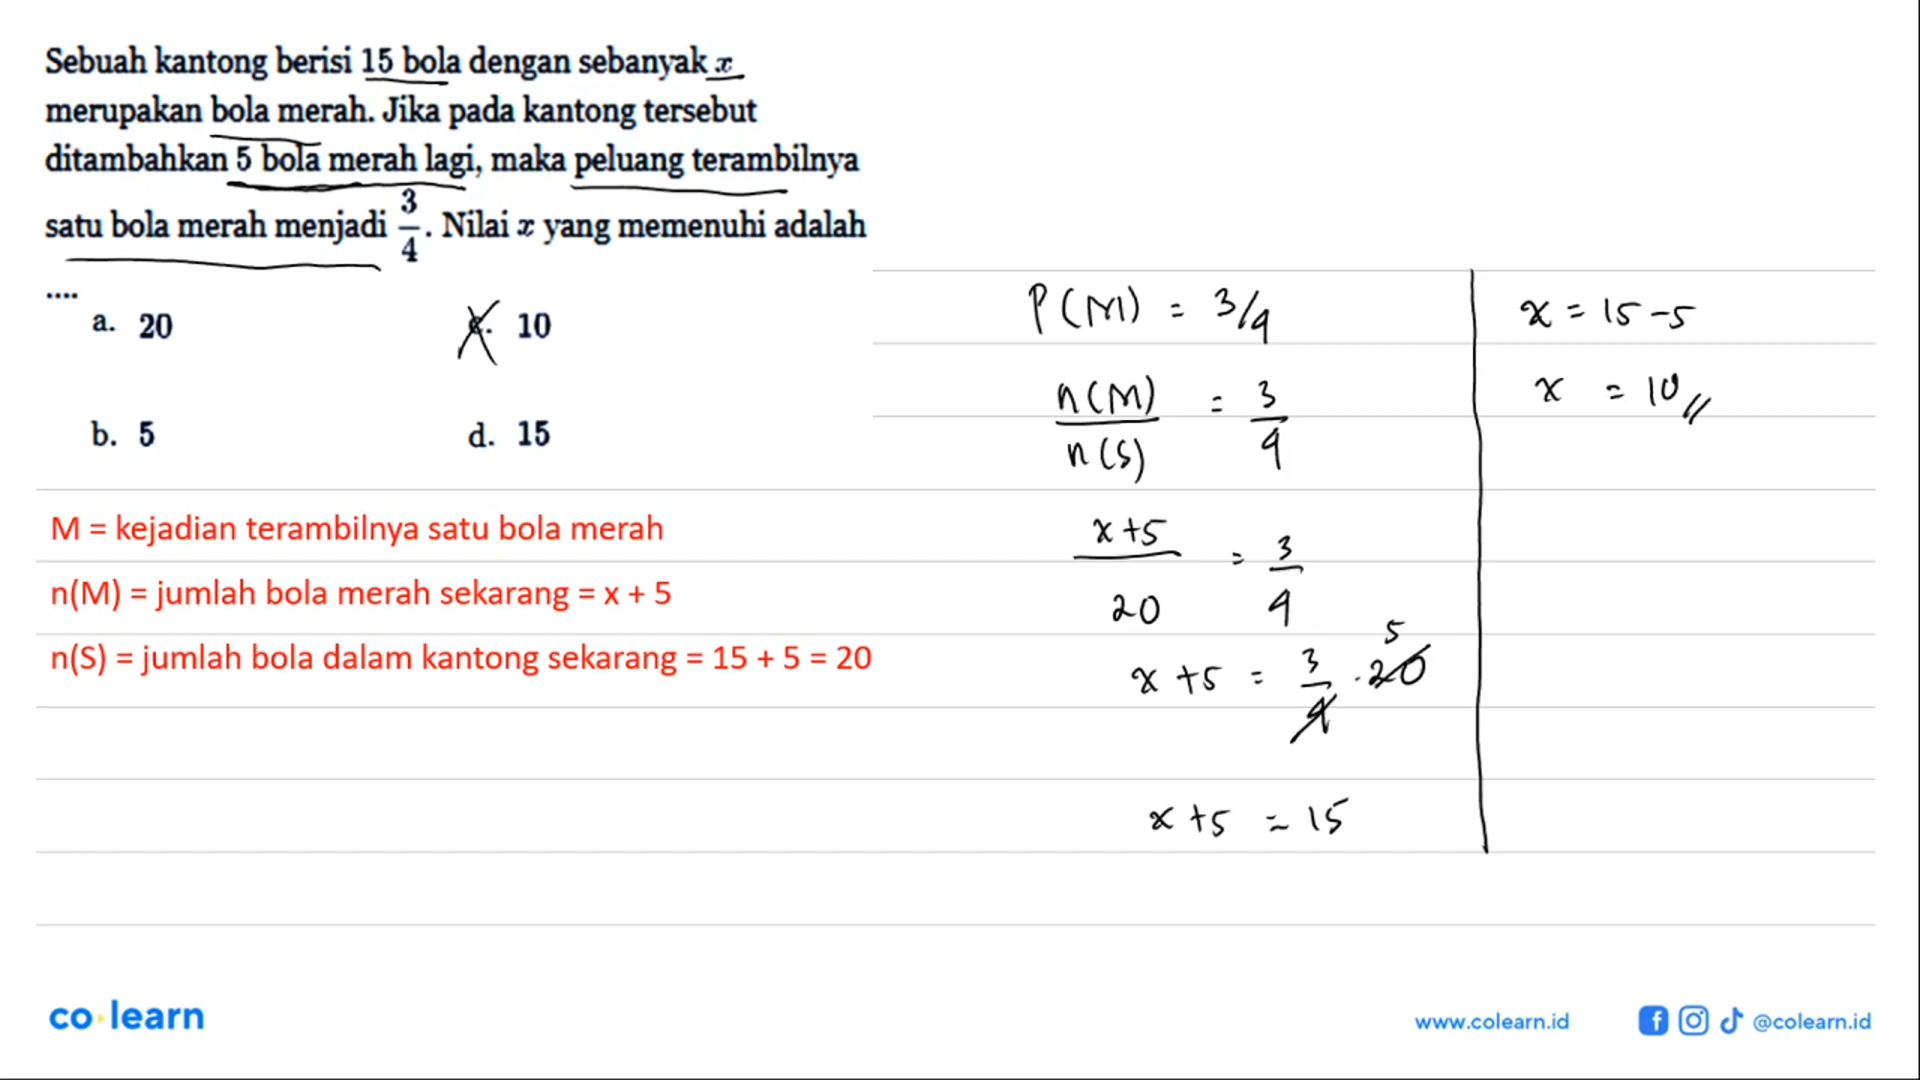 Sebuah kantong berisi 15 bola dengan sebanyak x
merupakan bola merah. Jika pada kantong tersebut
ditambahkan 5 bola merah lagi, maka peluang terambilnya
satu bola merah menjadi 3/4. Nilai x yang memenuhi adalah
....
a. 20
c. 10
b. 5
d. 15
M = kejadian terambilnya satu bola merah
n(M) = jumlah bola merah sekarang = x + 5
n(S) = jumlah bola dalam kantong sekarang = 15 + 5 = 20
P(M) = 3/4
n(M)/n(S) = 3/4
x+5/20 = 3/4
x+5 = 3/4 . 20 5
x+5 = 15
x = 15-5
x = 10//
co learn
www.colearn.id
@colearn.id